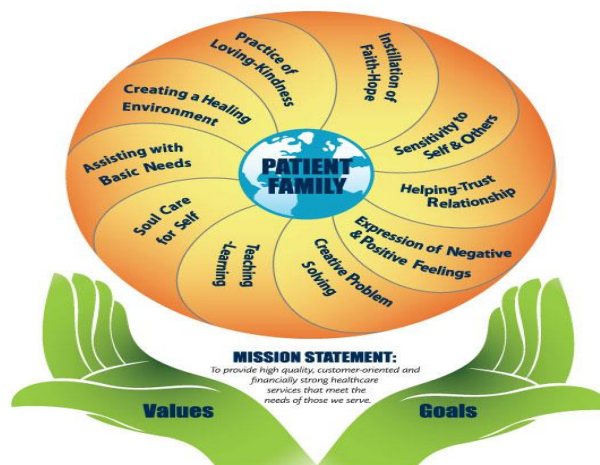 Practice of
Loving-Kindness
Instillation of
Faith-Hope
Sensitivity to
Self & Others
Helping-Trust
Relationship
Expression of Negative
& Positive Feelings
Creative Problem
Solving
Teaching
-Learning
Soul Care
for Self
Assisting with
Basic Needs
Creating a Healing
Environment
PATIENT
FAMILY
MISSION STATEMENT:
To provide high quality, customer-oriented and
financially strong healthcare
services that meet the
needs of those we serve.
Values
Goals